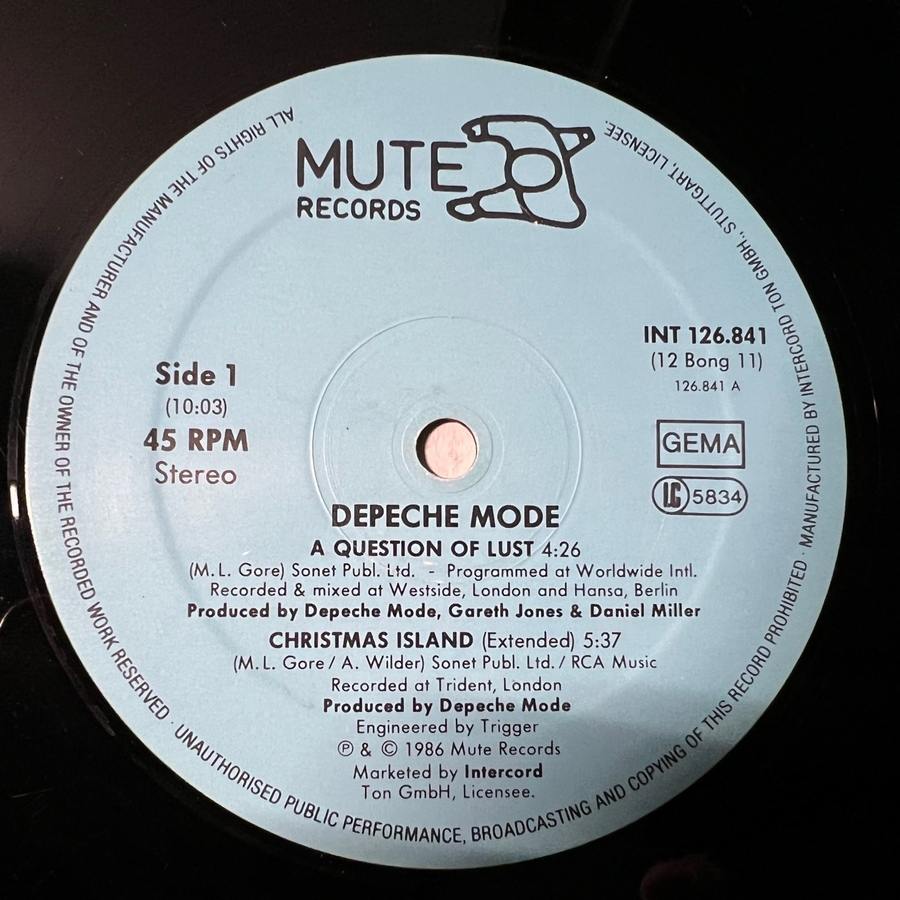 MUTE
RECORDS
ALL RIGHTS OF THE MANUFACTURER AND OF THE OWNER OF THE RECORDED WORK RESERVED · UNAUTHORISED PUBLIC PERFORMANCE, BROADCASTING AND COPYING OF THIS RECORD PROHIBITED · MANUFACTURED BY INTERCORD TON GMBH., STUTTGART, LICENSEE.
Side 1
(10:03)
45 RPM
Stereo
INT 126.841
(12 Bong 11)
126.841 A
GEMA
LC 5834
DEPECHE MODE
A QUESTION OF LUST 4:26
(M. L. Gore) Sonet Publ. Ltd. - Programmed at Worldwide Intl.
Recorded & mixed at Westside, London and Hansa, Berlin
Produced by Depeche Mode, Gareth Jones & Daniel Miller
CHRISTMAS ISLAND (Extended) 5:37
(M. L. Gore / A. Wilder) Sonet Publ. Ltd. / RCA Music
Recorded at Trident, London
Produced by Depeche Mode
Engineered by Trigger
℗ & © 1986 Mute Records
Marketed by Intercord
Ton GmbH, Licensee.